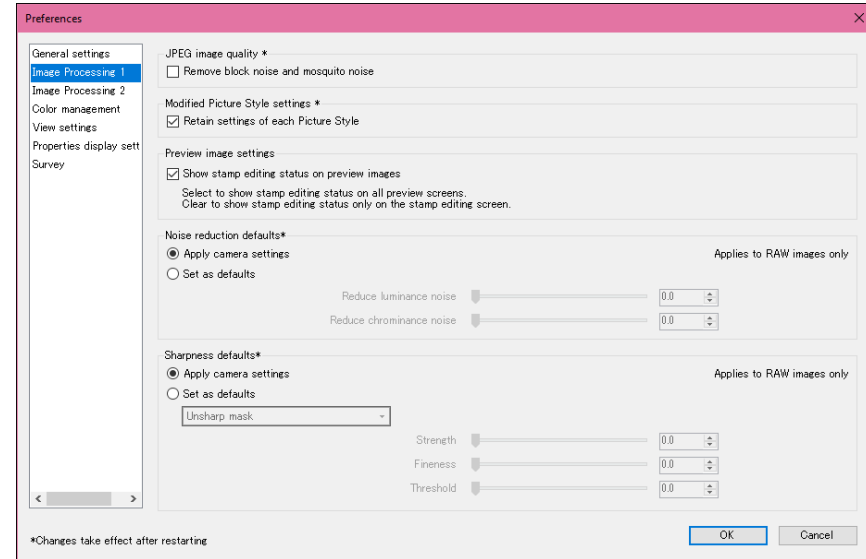 Preferences
General settings
Image Processing 1
Image Processing 2
Color management
View settings
Properties display sett
Survey
JPEG image quality *
Remove block noise and mosquito noise
Modified Picture Style settings *
Retain settings of each Picture Style
Preview image settings
Show stamp editing status on preview images
Select to show stamp editing status on all preview screens.
Clear to show stamp editing status only on the stamp editing screen.
Noise reduction defaults*
Apply camera settings Applies to RAW images only
Set as defaults
Reduce luminance noise 0.0
Reduce chrominance noise 0.0
Sharpness defaults*
Apply camera settings Applies to RAW images only
Set as defaults
Unsharp mask
Strength 0.0
Fineness 0.0
Threshold 0.0
*Changes take effect after restarting
OK Cancel